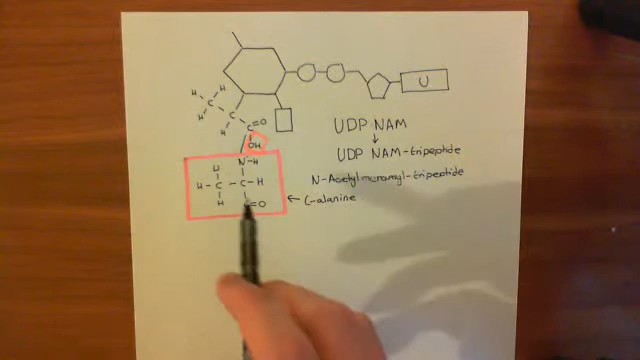 U
H
H
C
H
C
H
C=O
OH
UDP NAM
UDP NAM-tripeptide
N-Acetylmuramyl-tripeptide
N-H
H
H-C-C-H
H
C=O
L-alanine